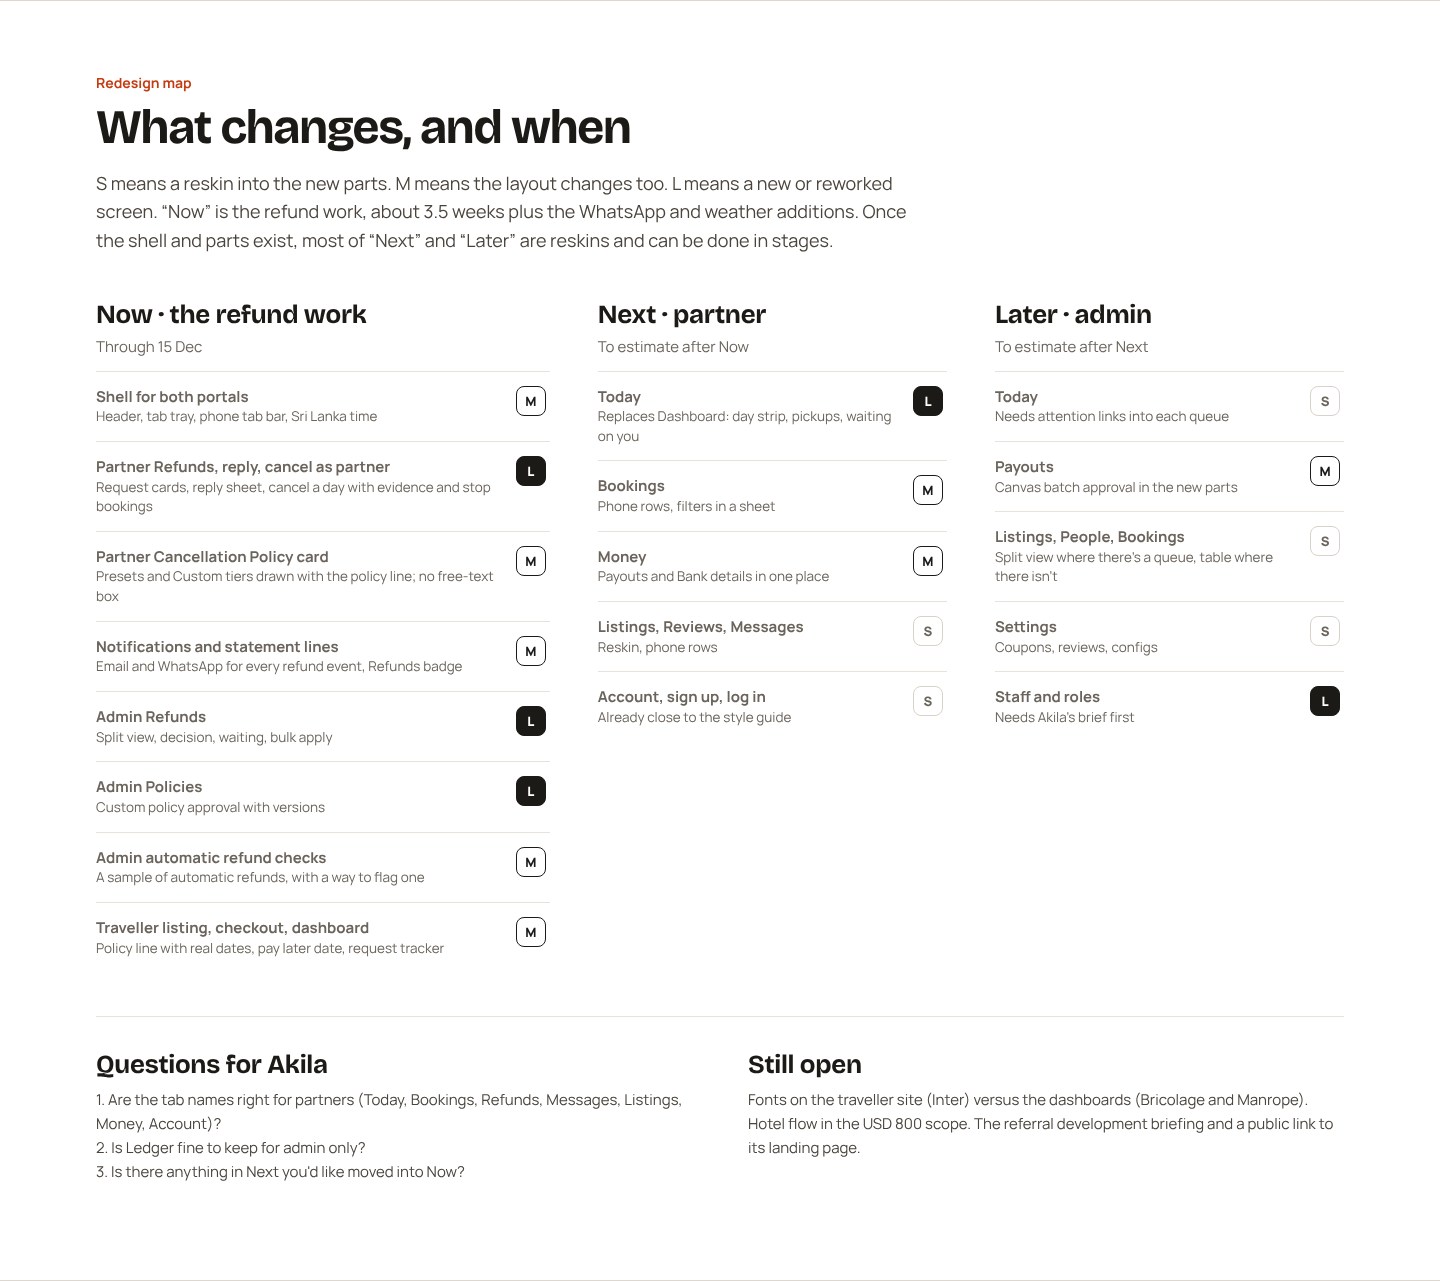 Redesign map
What changes, and when
S means a reskin into the new parts. M means the layout changes too. L means a new or reworked
screen. “Now” is the refund work, about 3.5 weeks plus the WhatsApp and weather additions. Once
the shell and parts exist, most of “Next” and “Later” are reskins and can be done in stages.
Now · the refund work
Through 15 Dec
Shell for both portals
M
Header, tab tray, phone tab bar, Sri Lanka time
Partner Refunds, reply, cancel as partner
L
Request cards, reply sheet, cancel a day with evidence and stop
bookings
Partner Cancellation Policy card
M
Presets and Custom tiers drawn with the policy line; no free-text
box
Notifications and statement lines
M
Email and WhatsApp for every refund event, Refunds badge
Admin Refunds
L
Split view, decision, waiting, bulk apply
Admin Policies
L
Custom policy approval with versions
Admin automatic refund checks
M
A sample of automatic refunds, with a way to flag one
Traveller listing, checkout, dashboard
M
Policy line with real dates, pay later date, request tracker
Next · partner
To estimate after Now
Today
L
Replaces Dashboard: day strip, pickups, waiting
on you
Bookings
M
Phone rows, filters in a sheet
Money
M
Payouts and Bank details in one place
Listings, Reviews, Messages
S
Reskin, phone rows
Account, sign up, log in
S
Already close to the style guide
Later · admin
To estimate after Next
Today
S
Needs attention links into each queue
Payouts
M
Canvas batch approval in the new parts
Listings, People, Bookings
S
Split view where there's a queue, table where
there isn't
Settings
S
Coupons, reviews, configs
Staff and roles
L
Needs Akila's brief first
Questions for Akila
1. Are the tab names right for partners (Today, Bookings, Refunds, Messages, Listings,
Money, Account)?
2. Is Ledger fine to keep for admin only?
3. Is there anything in Next you'd like moved into Now?
Still open
Fonts on the traveller site (Inter) versus the dashboards (Bricolage and Manrope).
Hotel flow in the USD 800 scope. The referral development briefing and a public link to
its landing page.